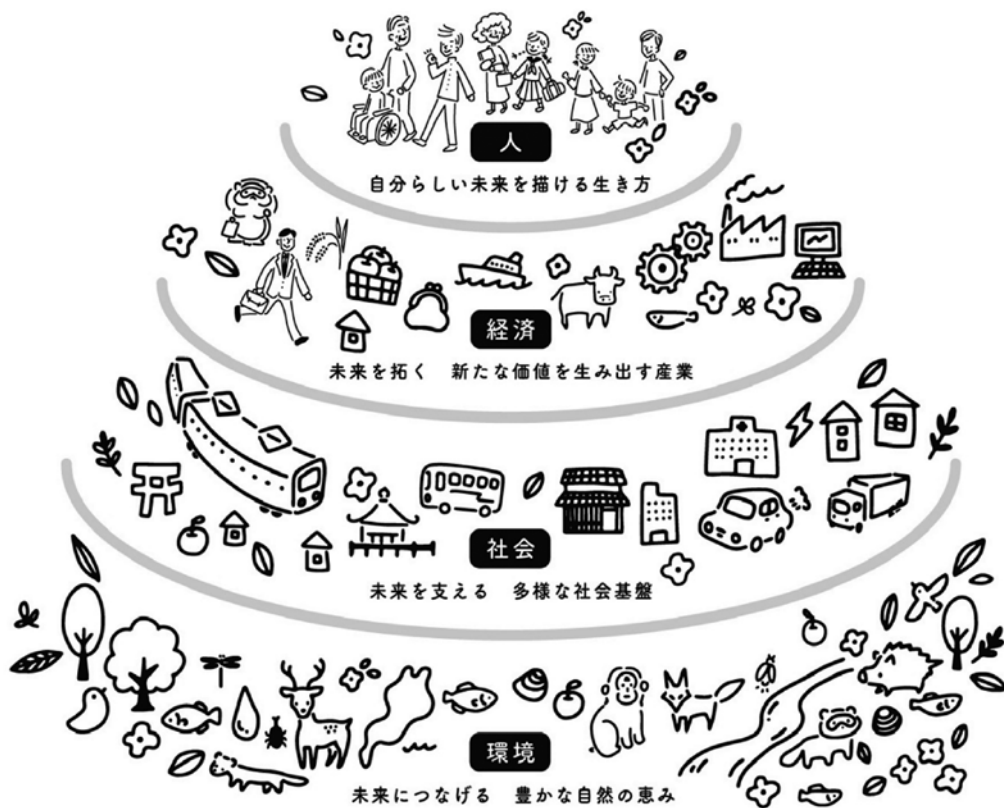 人
自分らしい未来を描ける生き方
経済
未来を拓く　新たな価値を生み出す産業
社会
未来を支える　多様な社会基盤
環境
未来につなげる　豊かな自然の恵み